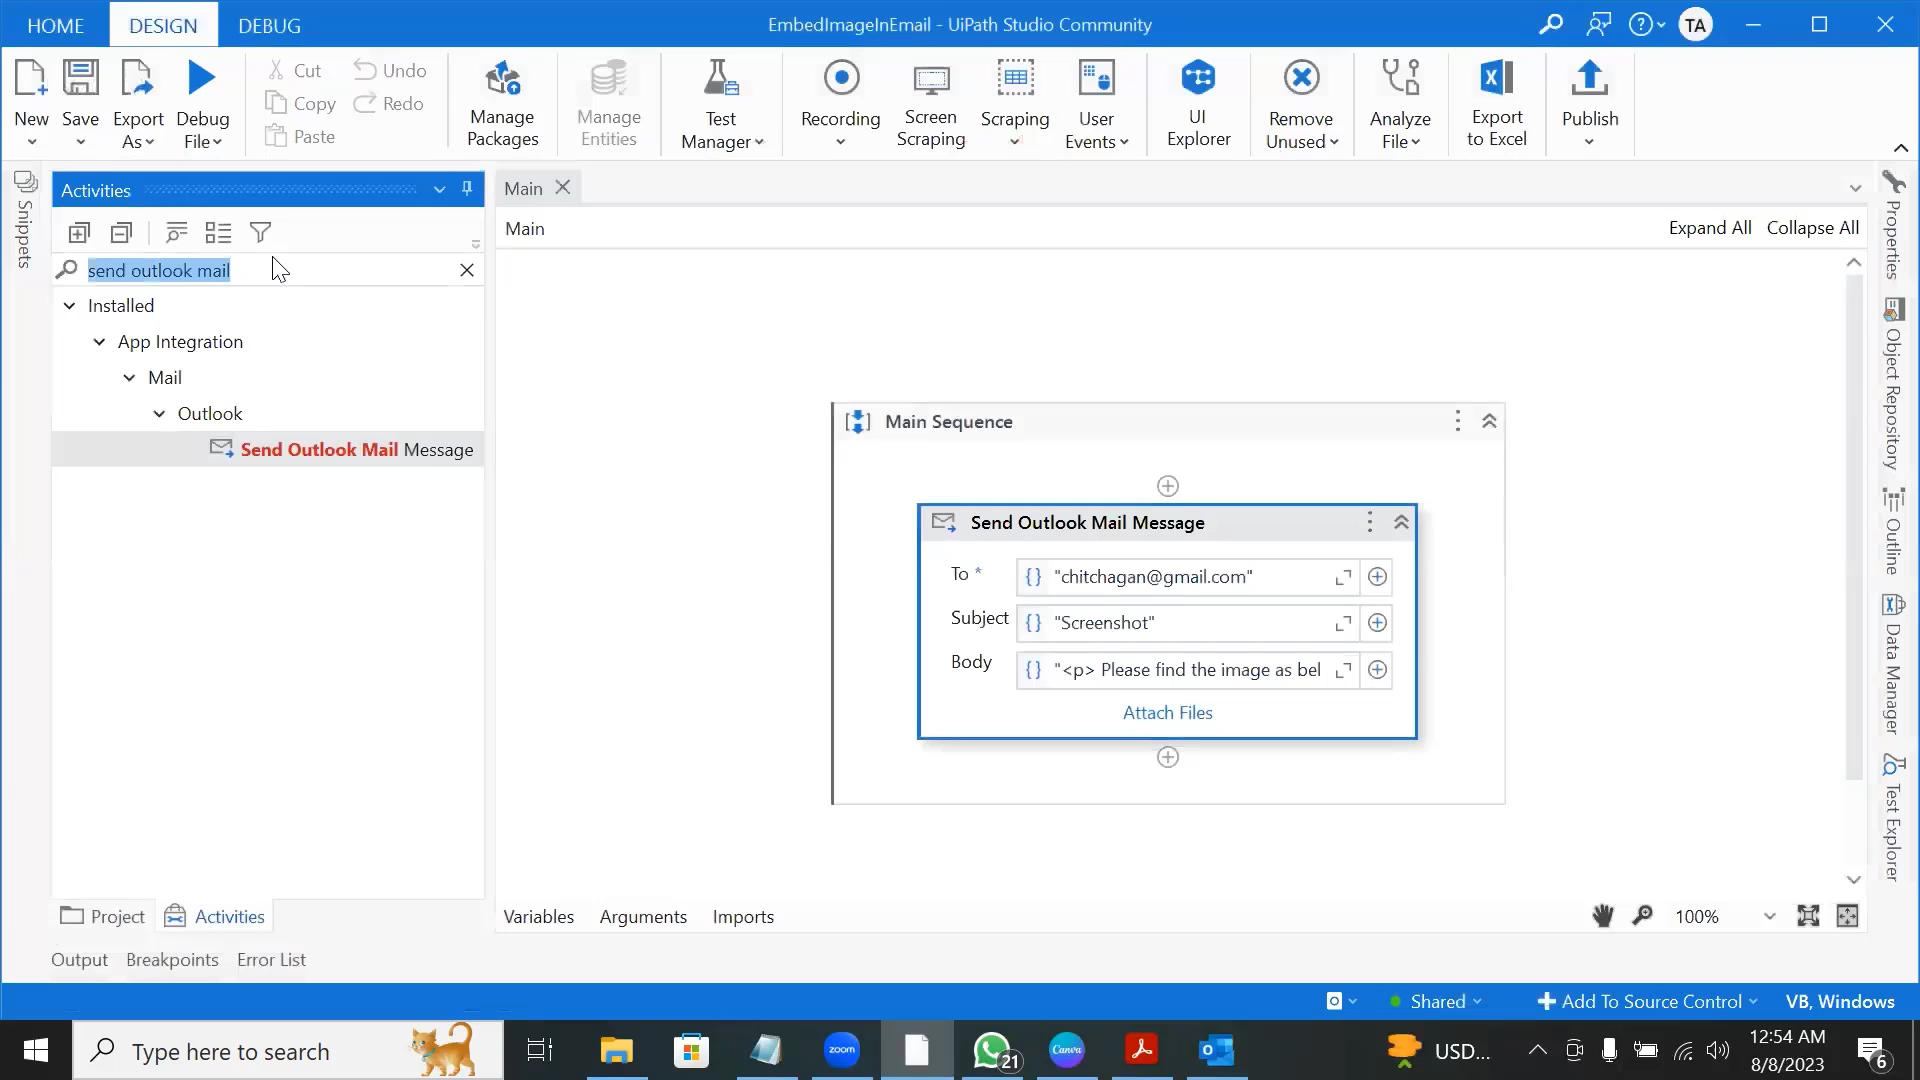 HOME
DESIGN
DEBUG
EmbedImageInEmail - UiPath Studio Community
TA
New
Save
Export As
Debug File
Cut
Copy
Paste
Undo
Redo
Manage Packages
Manage Entities
Test Manager
Recording
Screen Scraping
Scraping
User Events
UI Explorer
Remove Unused
Analyze File
Export to Excel
Publish
Snippets
Activities
send outlook mail
Installed
App Integration
Mail
Outlook
Send Outlook Mail Message
Project
Activities
Main
Main
Expand All
Collapse All
Main Sequence
Send Outlook Mail Message
To *
{} "chitchagan@gmail.com"
Subject
{} "Screenshot"
Body
{} "<p> Please find the image as bel
Attach Files
Variables
Arguments
Imports
100%
Properties
Object Repository
Outline
Data Manager
Test Explorer
Output
Breakpoints
Error List
Shared
Add To Source Control
VB, Windows
Type here to search
zoom
21
Canva
USD...
12:54 AM
8/8/2023
6